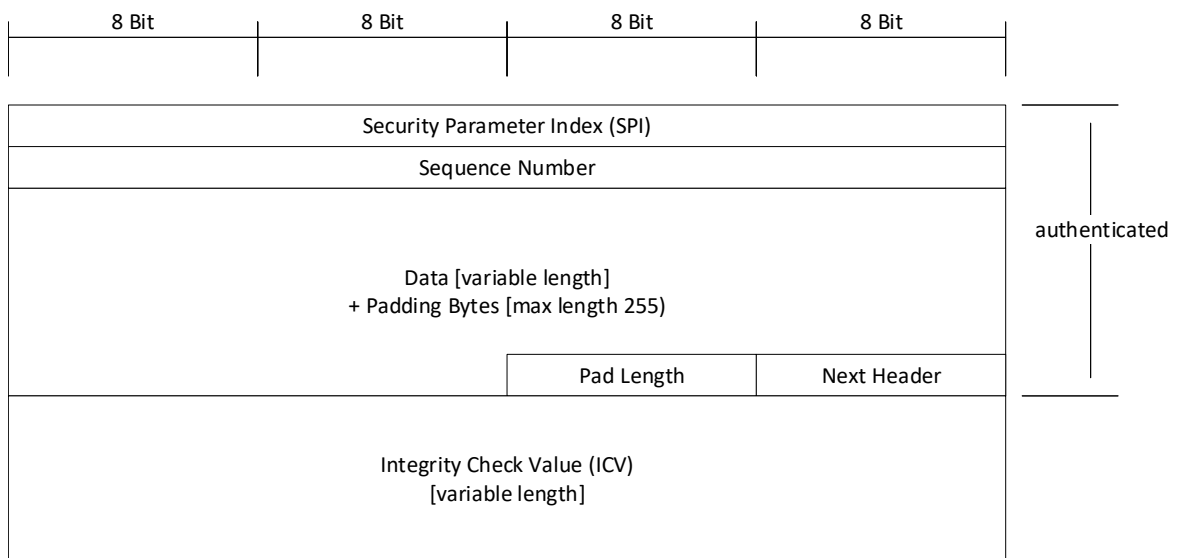 8 Bit 8 Bit 8 Bit 8 Bit
Security Parameter Index (SPI)
Sequence Number
authenticated
Data [variable length]
+ Padding Bytes [max length 255)
Pad Length Next Header
Integrity Check Value (ICV)
[variable length]